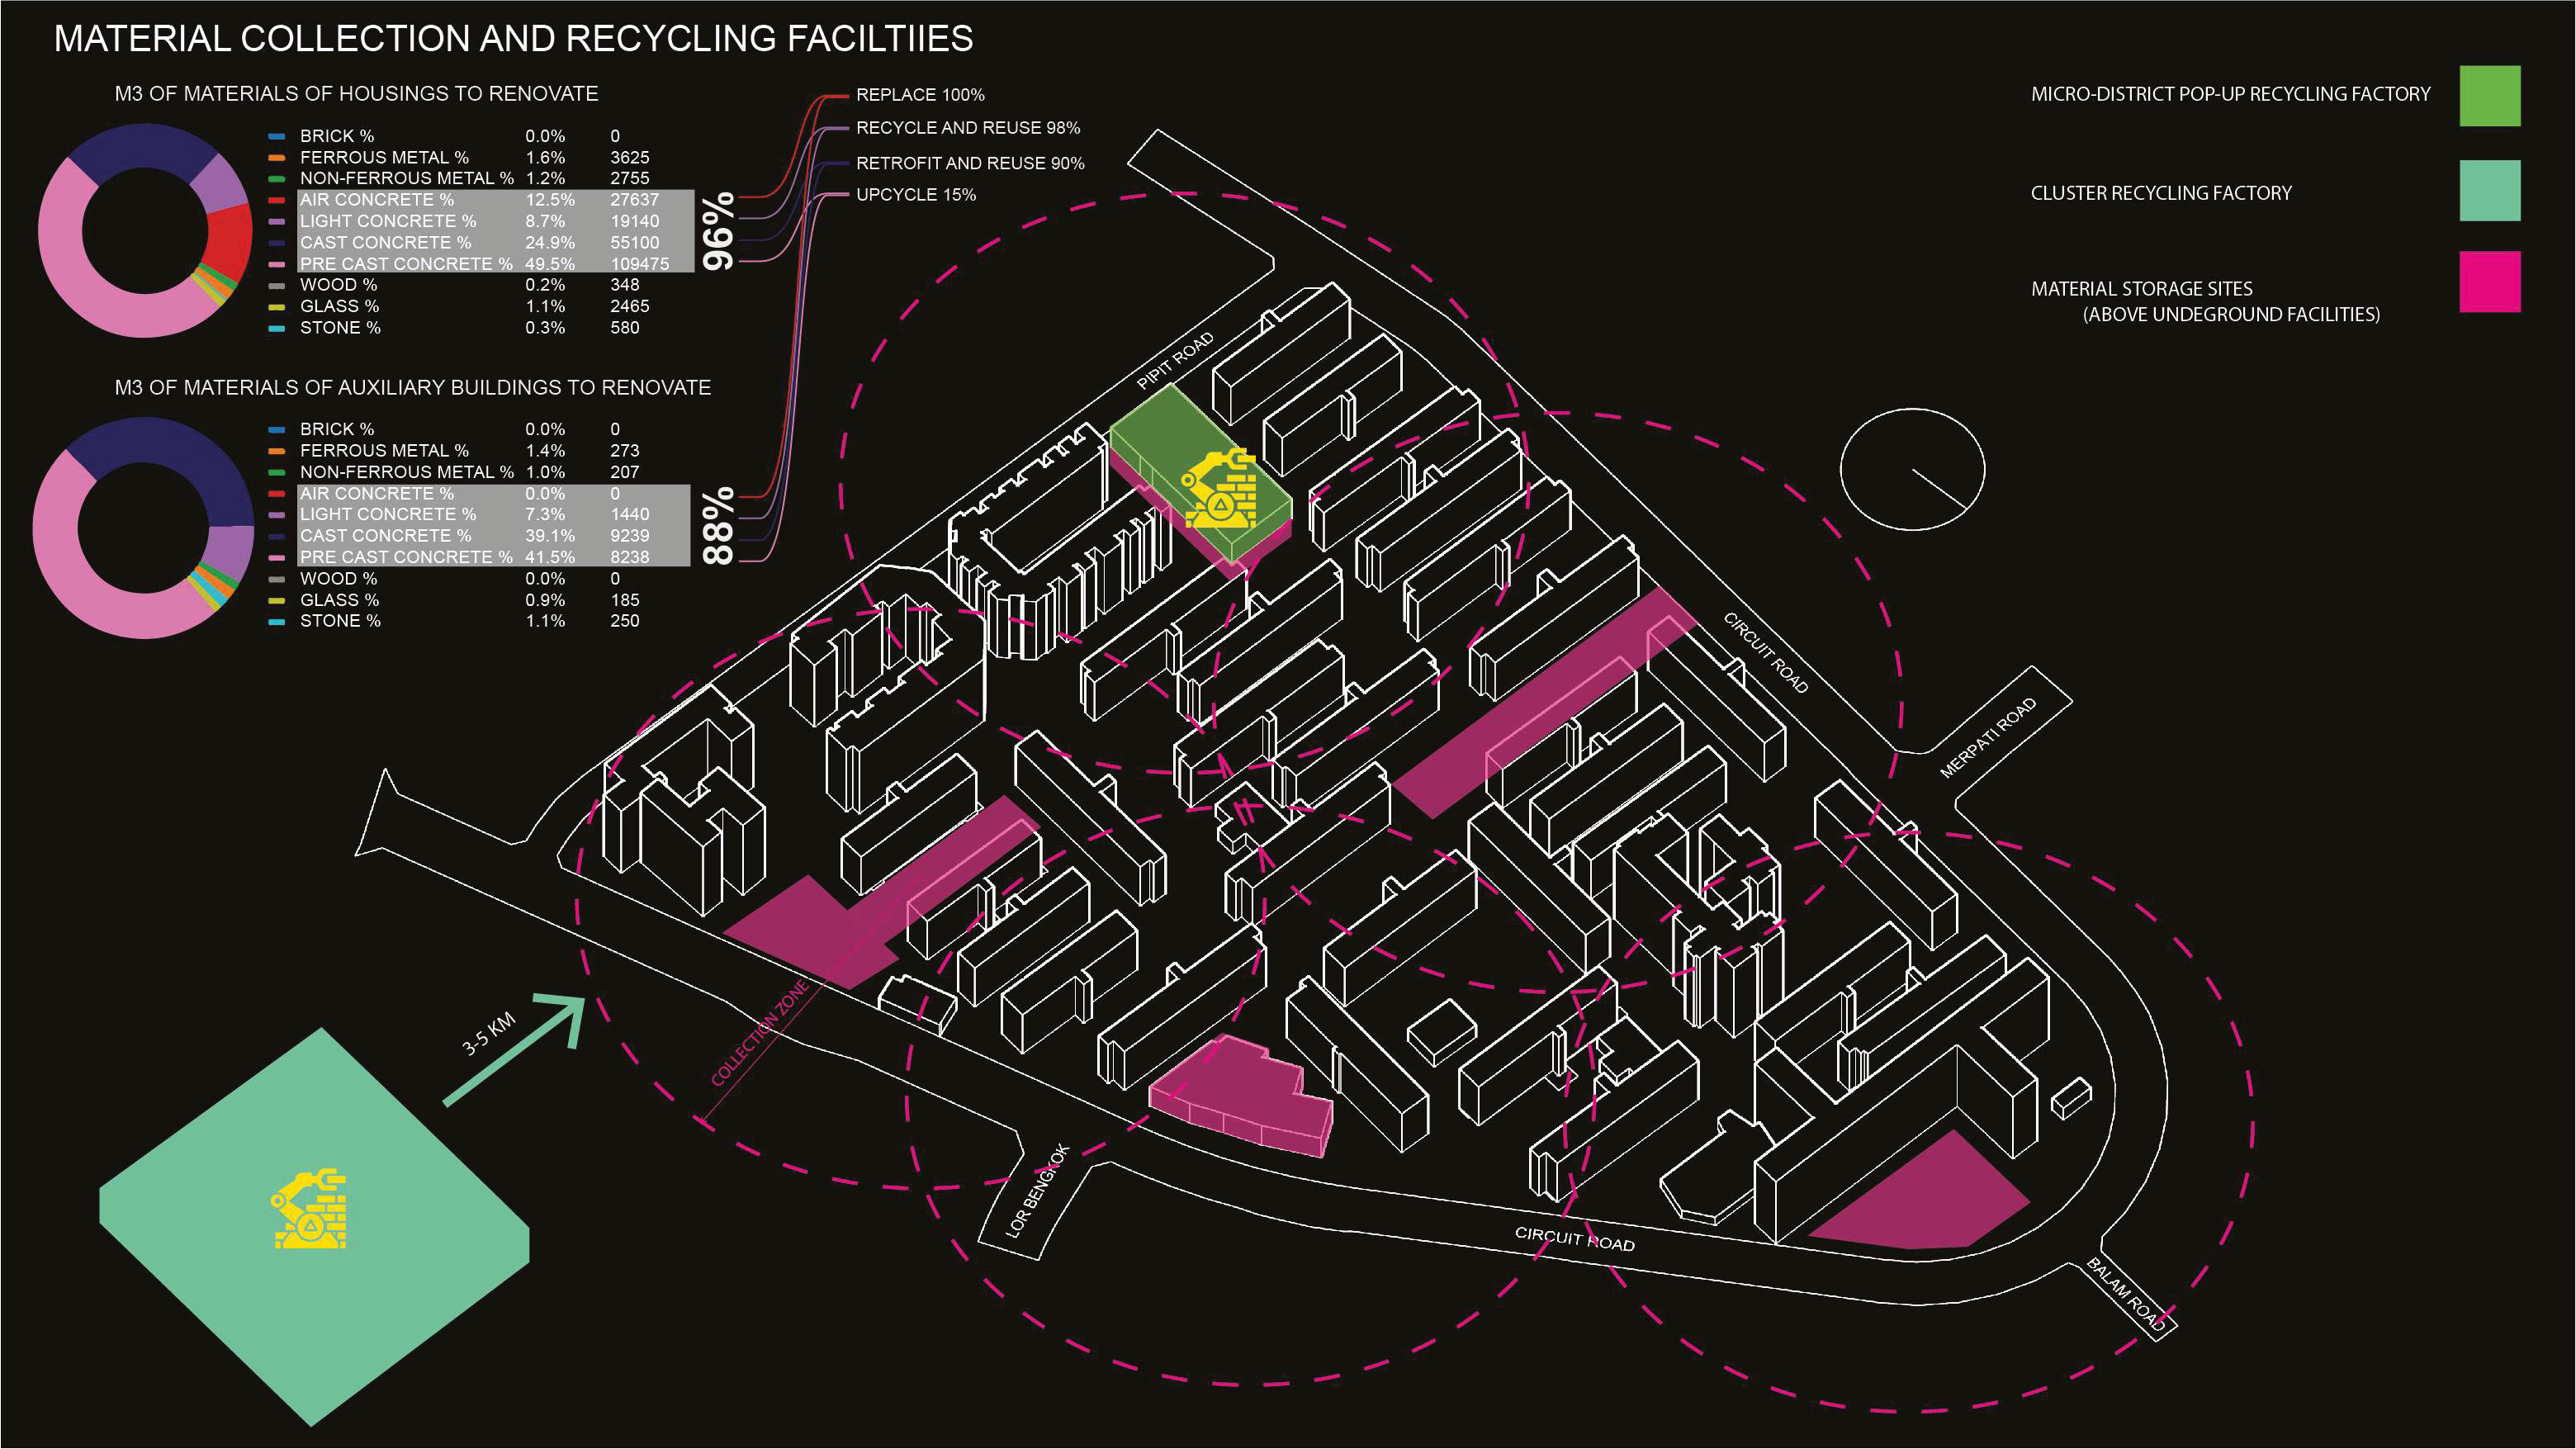 MATERIAL COLLECTION AND RECYCLING FACILTIIES
M3 OF MATERIALS OF HOUSINGS TO RENOVATE
BRICK % 0.0% 0
FERROUS METAL % 1.6% 3625
NON-FERROUS METAL % 1.2% 2755
AIR CONCRETE % 12.5% 27637
LIGHT CONCRETE % 8.7% 19140
CAST CONCRETE % 24.9% 55100
PRE CAST CONCRETE % 49.5% 109475
WOOD % 0.2% 348
GLASS % 1.1% 2465
STONE % 0.3% 580
96%
REPLACE 100%
RECYCLE AND REUSE 98%
RETROFIT AND REUSE 90%
UPCYCLE 15%
M3 OF MATERIALS OF AUXILIARY BUILDINGS TO RENOVATE
BRICK % 0.0% 0
FERROUS METAL % 1.4% 273
NON-FERROUS METAL % 1.0% 207
AIR CONCRETE % 0.0% 0
LIGHT CONCRETE % 7.3% 1440
CAST CONCRETE % 39.1% 9239
PRE CAST CONCRETE % 41.5% 8238
WOOD % 0.0% 0
GLASS % 0.9% 185
STONE % 1.1% 250
88%
MICRO-DISTRICT POP-UP RECYCLING FACTORY
CLUSTER RECYCLING FACTORY
MATERIAL STORAGE SITES
(ABOVE UNDEGROUND FACILITIES)
PIPIT ROAD
CIRCUIT ROAD
MERPATI ROAD
COLLECTION ZONE
3-5 KM
LOR BENGKOK
CIRCUIT ROAD
BALAM ROAD